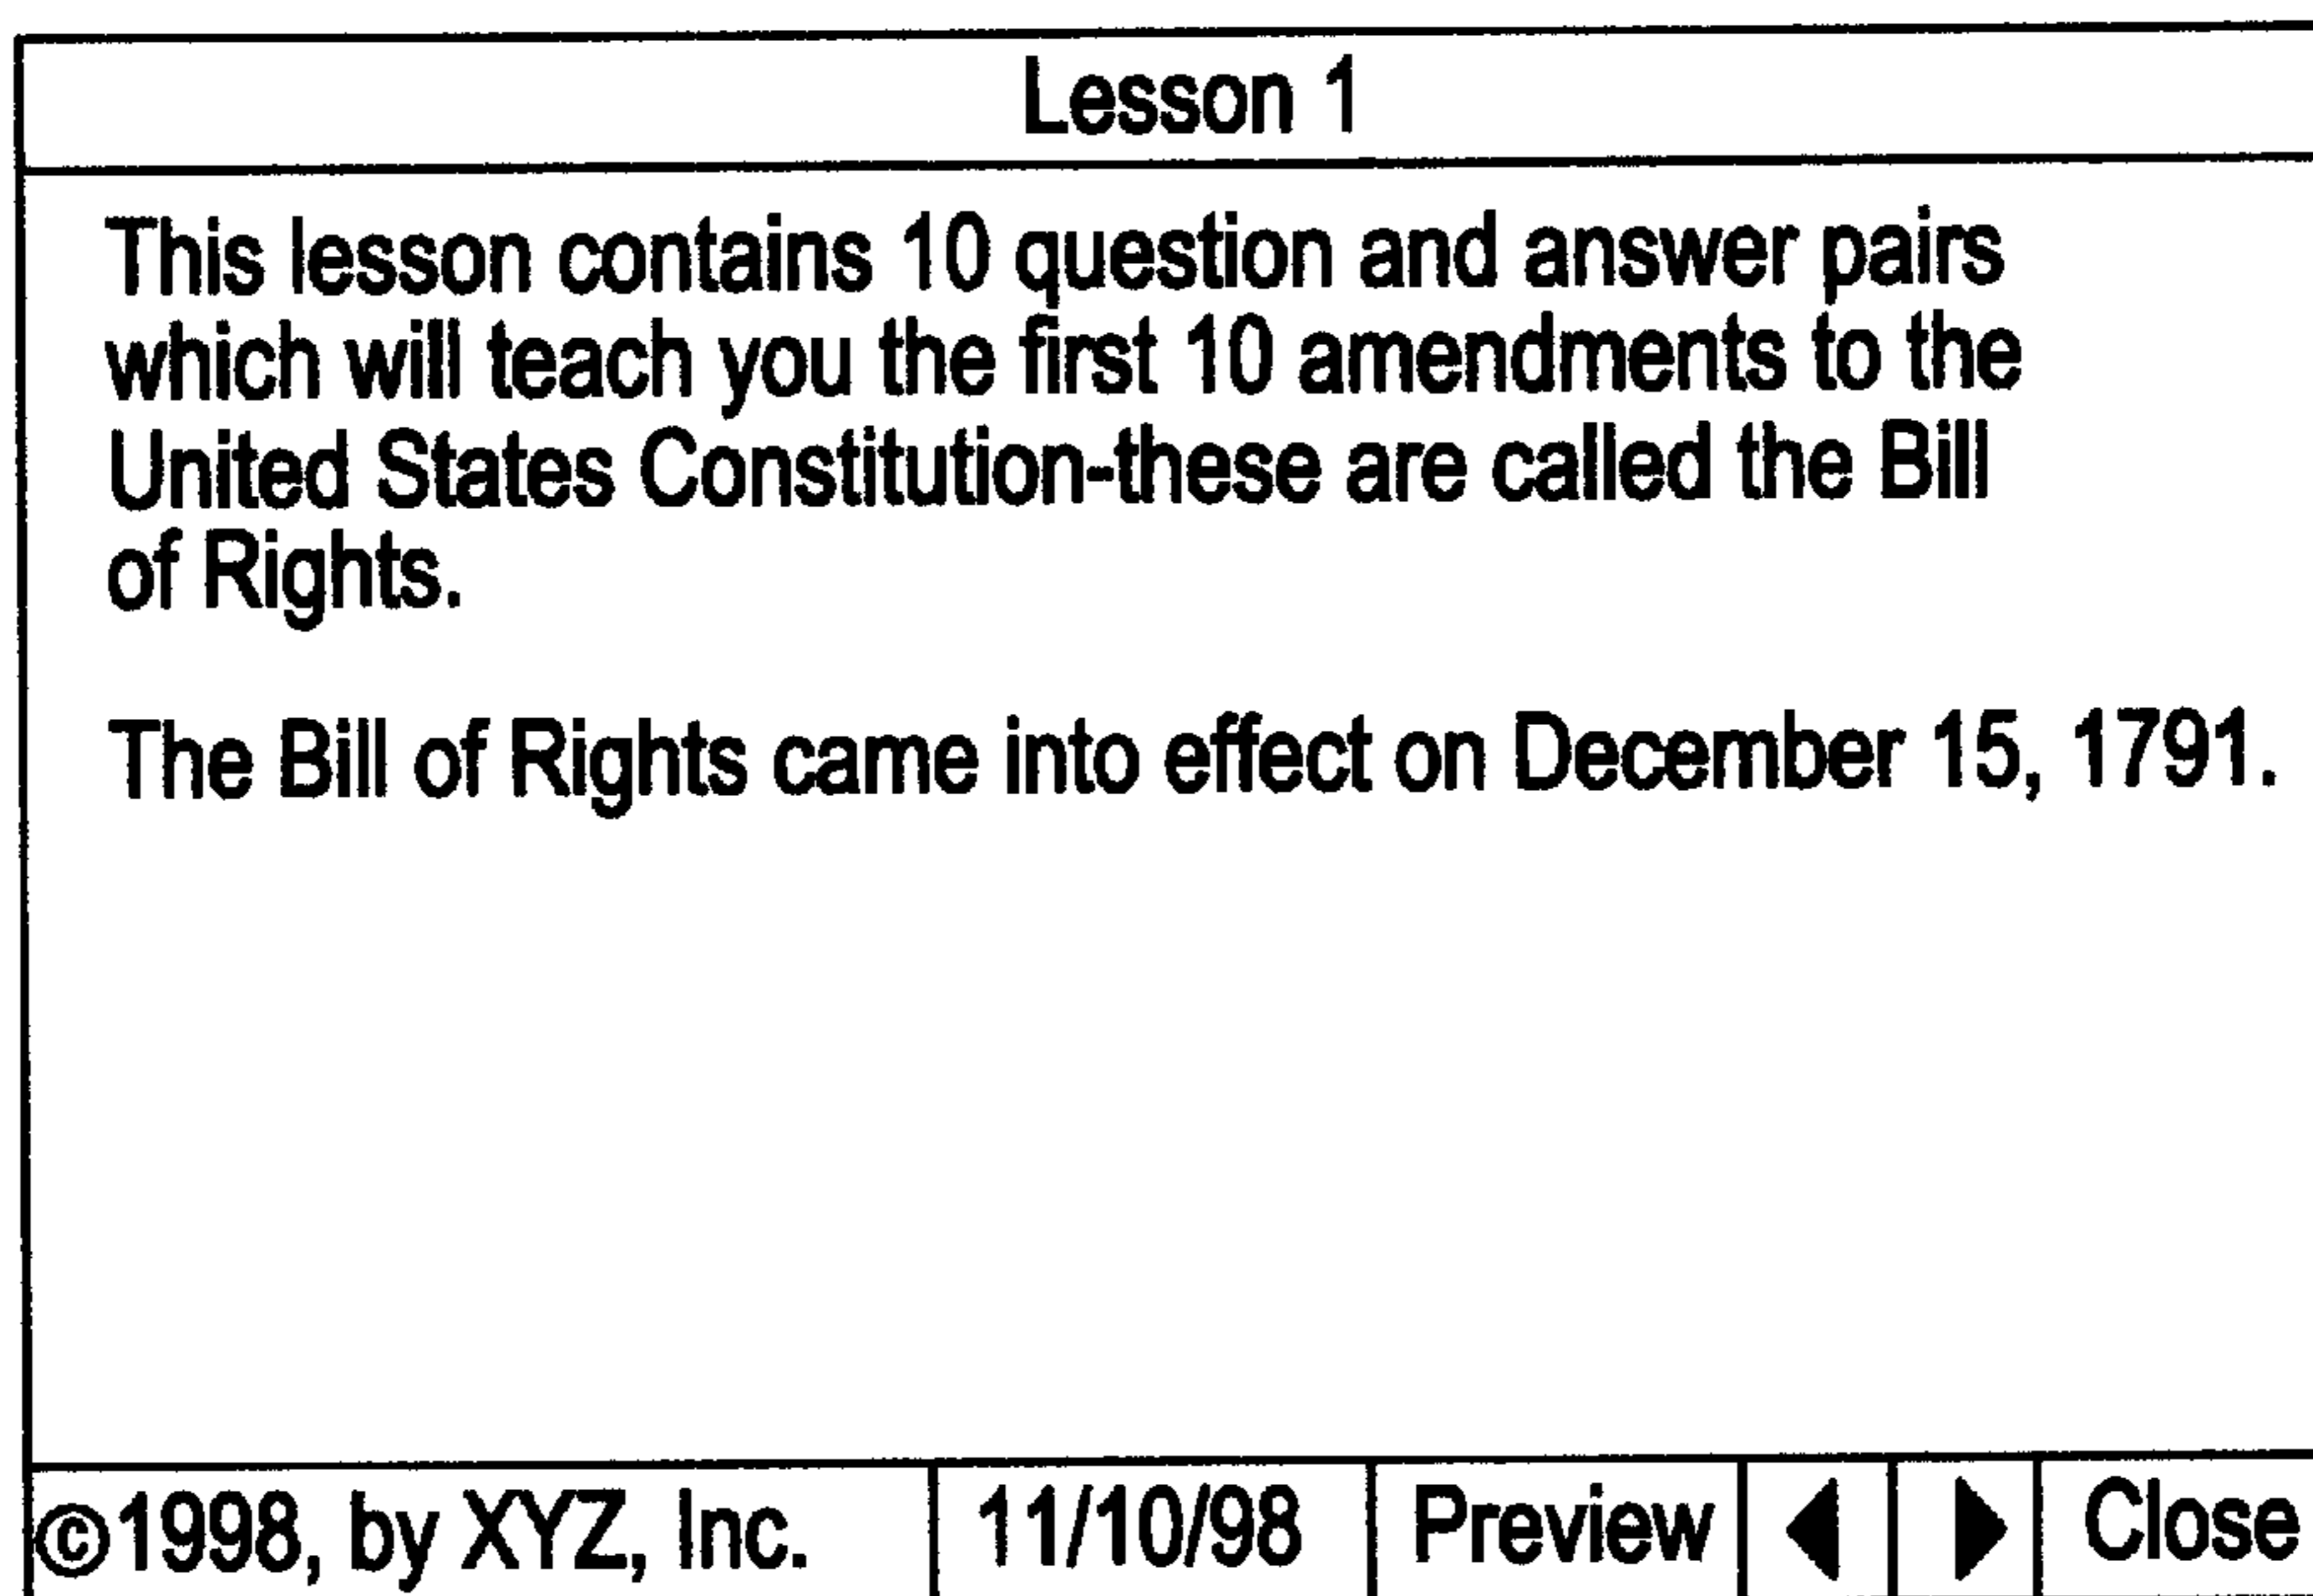 Lesson 1
This lesson contains 10 question and answer pairs
which will teach you the first 10 amendments to the
United States Constitution-these are called the Bill
of Rights.
The Bill of Rights came into effect on December 15, 1791.
©1998, by XYZ, Inc. 11/10/98 Preview ◀ ▶ Close